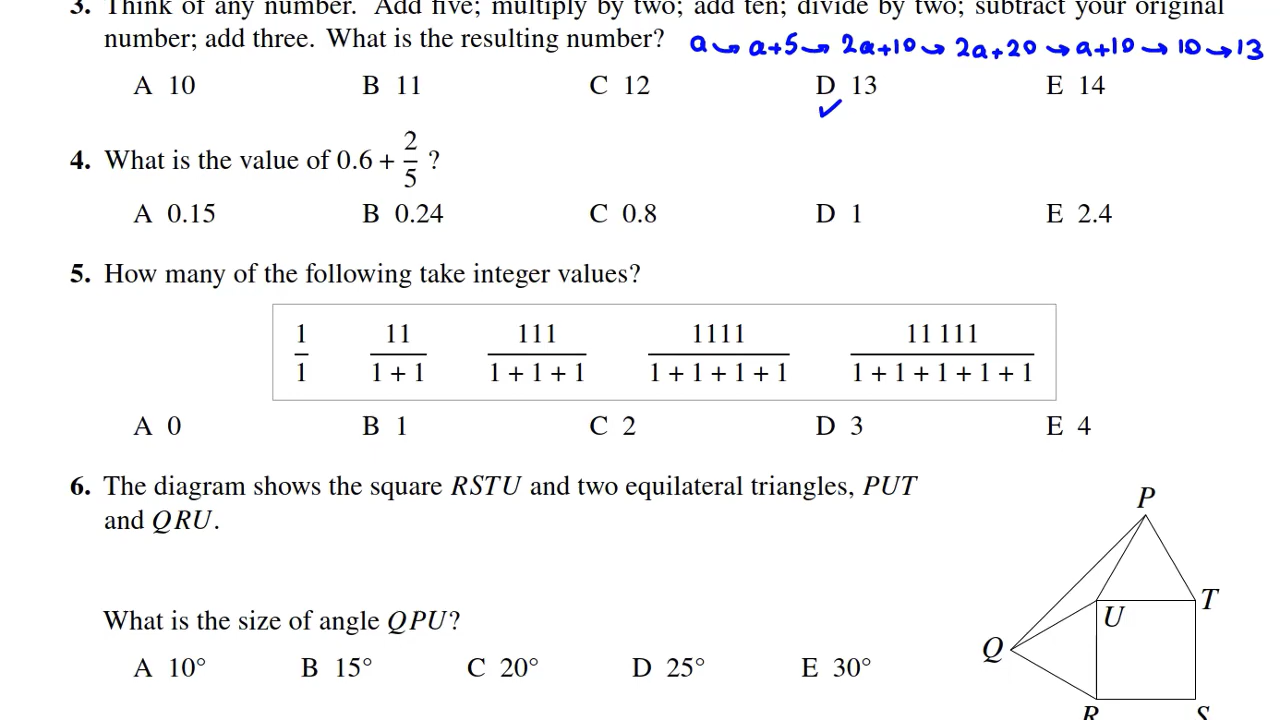 3. Think of any number. Add five; multiply by two; add ten; divide by two; subtract your original
number; add three. What is the resulting number? a → a+5 → 2a+10 → 2a+20 → a+10 → 10 → 13
A 10 B 11 C 12 D 13 E 14
✓
4. What is the value of 0.6 + 2/5 ?
A 0.15 B 0.24 C 0.8 D 1 E 2.4
5. How many of the following take integer values?
1 11 111 1111 11 111
1 1 + 1 1 + 1 + 1 1 + 1 + 1 + 1 1 + 1 + 1 + 1 + 1
A 0 B 1 C 2 D 3 E 4
6. The diagram shows the square RSTU and two equilateral triangles, PUT
and QRU.
What is the size of angle QPU?
A 10° B 15° C 20° D 25° E 30°
P
U T
Q
R S